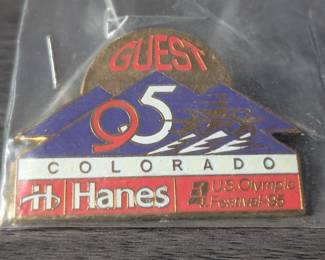 GUEST
95
COLORADO
H Hanes
U.S. Olympic
Festival '95